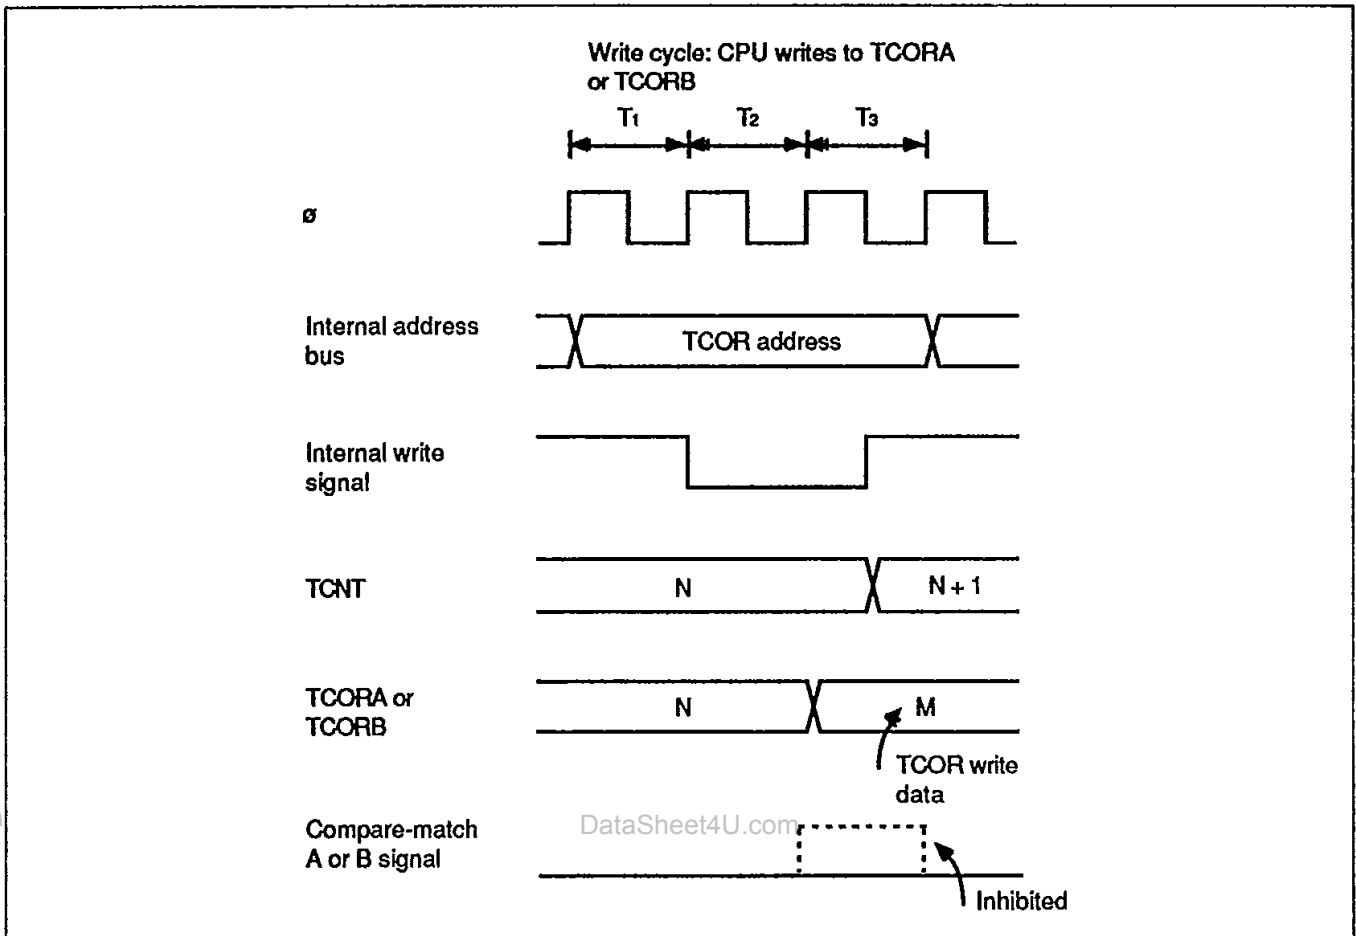 Write cycle: CPU writes to TCORA
or TCORB
T1 T2 T3
ø
Internal address
bus
TCOR address
Internal write
signal
TCNT
N
N + 1
TCORA or
TCORB
N
M
TCOR write
data
Compare-match
A or B signal
DataSheet4U.com
Inhibited